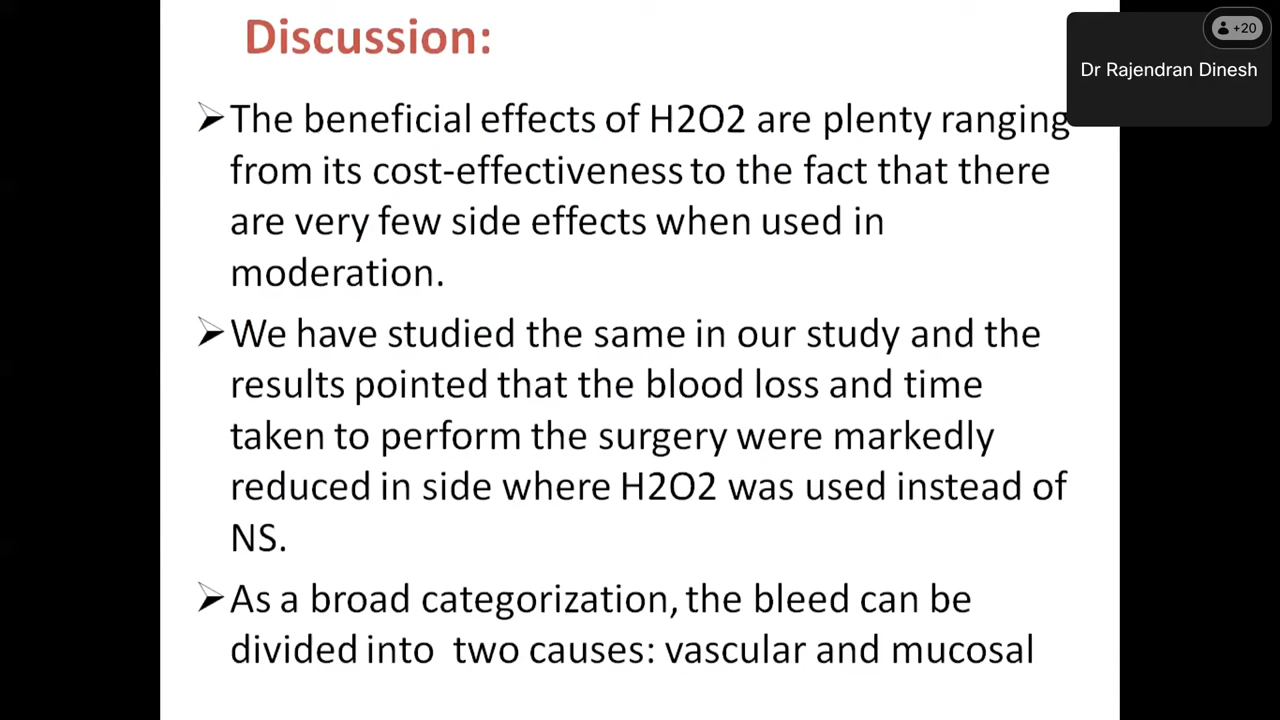 Discussion:
+20
Dr Rajendran Dinesh
The beneficial effects of H2O2 are plenty ranging
from its cost-effectiveness to the fact that there
are very few side effects when used in
moderation.
We have studied the same in our study and the
results pointed that the blood loss and time
taken to perform the surgery were markedly
reduced in side where H2O2 was used instead of
NS.
As a broad categorization, the bleed can be
divided into two causes: vascular and mucosal